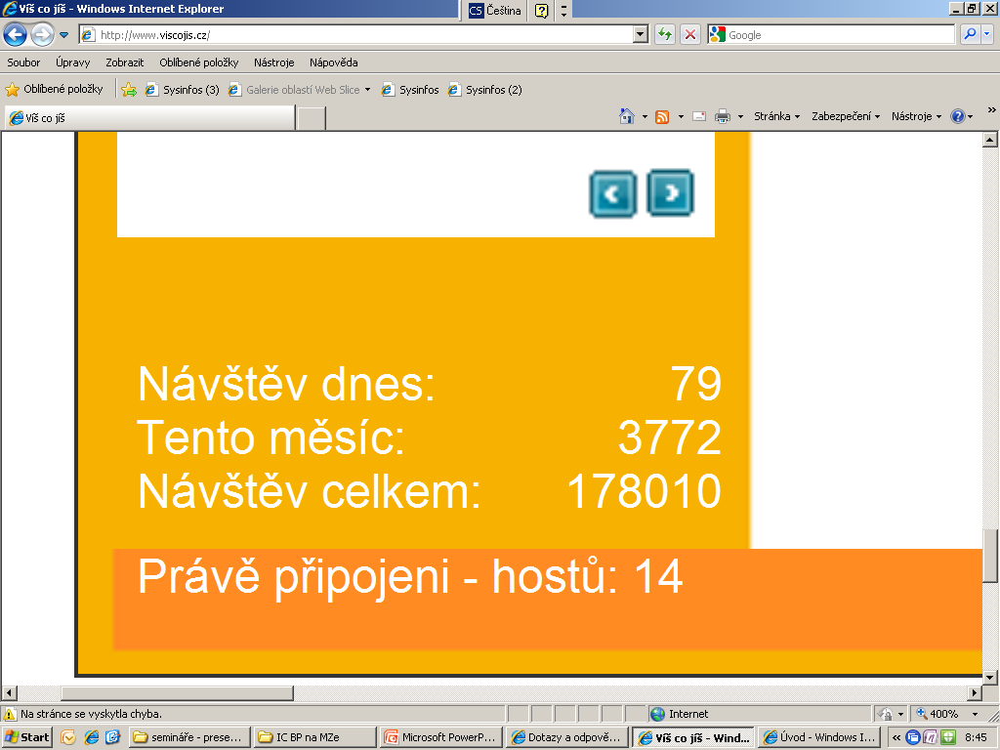 Víš co jíš - Windows Internet Explorer
CS Čeština
http://www.viscojis.cz/
Google
Soubor Úpravy Zobrazit Oblíbené položky Nástroje Nápověda
Oblíbené položky Sysinfos (3) Galerie oblastí Web Slice Sysinfos Sysinfos (2)
Víš co jíš
Stránka Zabezpečení Nástroje
Návštěv dnes: 79
Tento měsíc: 3772
Návštěv celkem: 178010
Právě připojeni - hostů: 14
Na stránce se vyskytla chyba.
Internet
400%
Start semináře - prese... IC BP na MZe Microsoft PowerP... Dotazy a odpově... Víš co jíš - Wind... Úvod - Windows I... 8:45